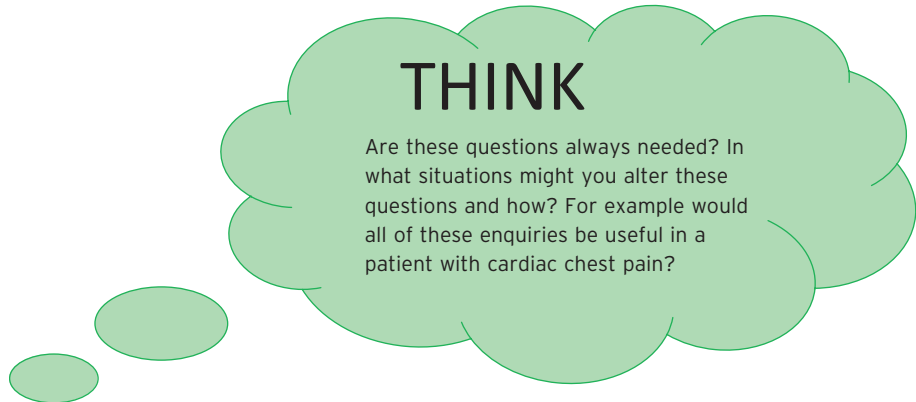 THINK
Are these questions always needed? In
what situations might you alter these
questions and how? For example would
all of these enquiries be useful in a
patient with cardiac chest pain?